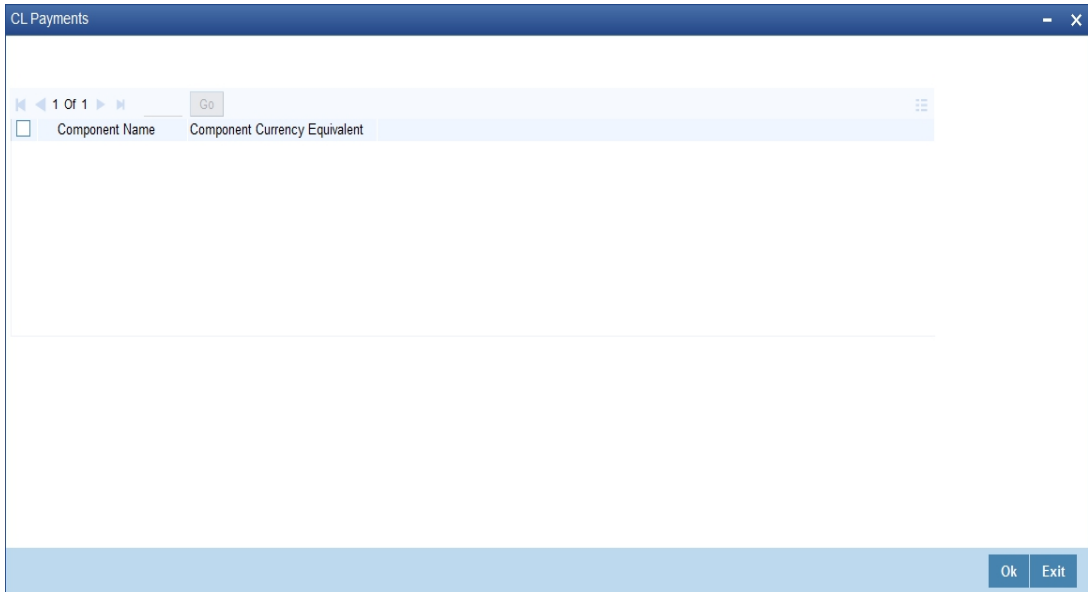 CL Payments
1 Of 1 Go
Component Name Component Currency Equivalent
Ok Exit